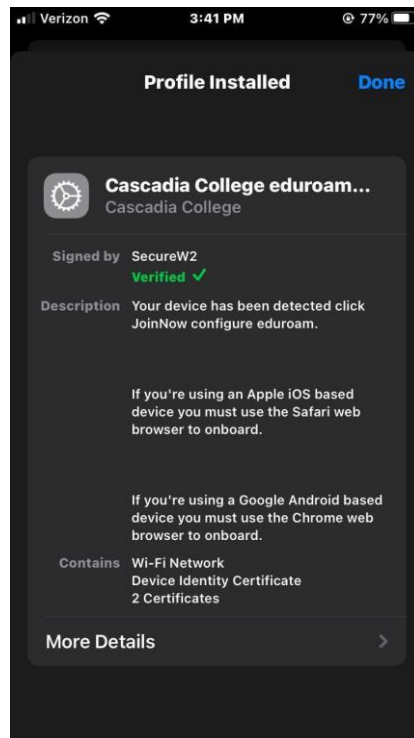 Verizon 3:41 PM 77%
Profile Installed Done
Cascadia College eduroam...
Cascadia College
Signed by SecureW2
Verified ✓
Description Your device has been detected click
JoinNow configure eduroam.
If you're using an Apple iOS based
device you must use the Safari web
browser to onboard.
If you're using a Google Android based
device you must use the Chrome web
browser to onboard.
Contains Wi-Fi Network
Device Identity Certificate
2 Certificates
More Details